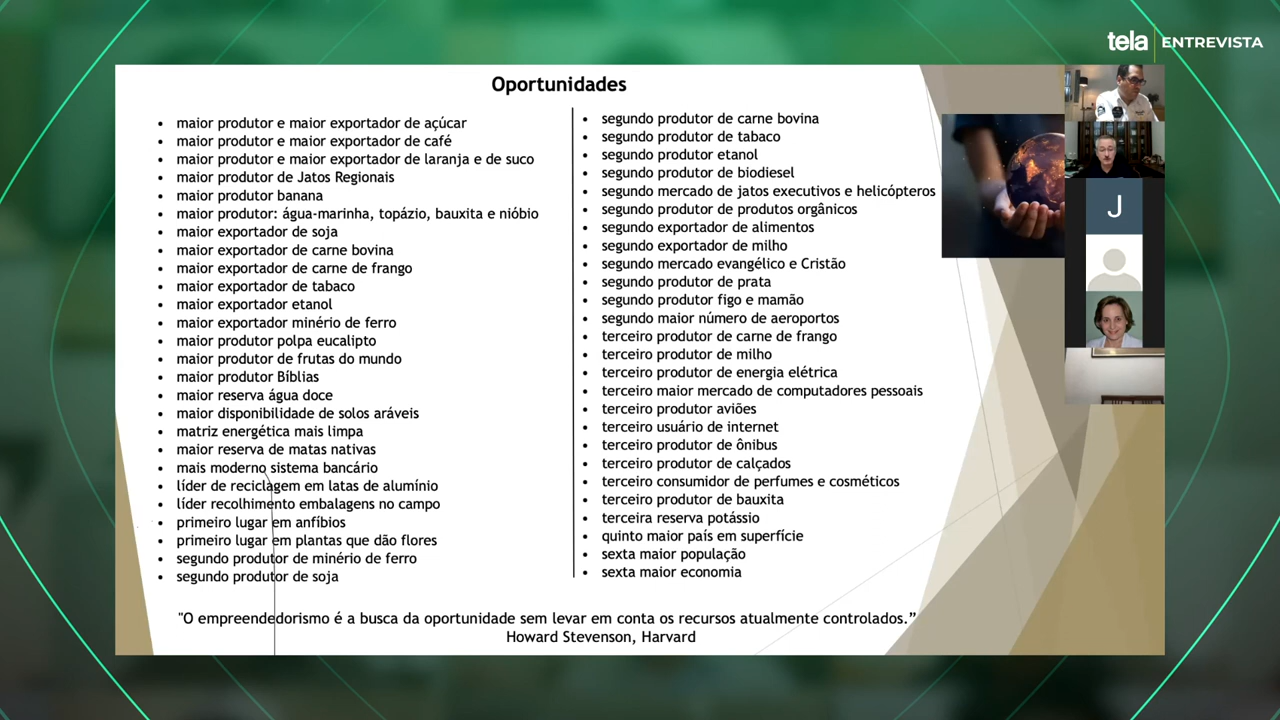 tela ENTREVISTA
Oportunidades
maior produtor e maior exportador de açúcar
maior produtor e maior exportador de café
maior produtor e maior exportador de laranja e de suco
maior produtor de Jatos Regionais
maior produtor banana
maior produtor: água-marinha, topázio, bauxita e nióbio
maior exportador de soja
maior exportador de carne bovina
maior exportador de carne de frango
maior exportador de tabaco
maior exportador etanol
maior exportador minério de ferro
maior produtor polpa eucalipto
maior produtor de frutas do mundo
maior produtor Bíblias
maior reserva água doce
maior disponibilidade de solos aráveis
matriz energética mais limpa
maior reserva de matas nativas
mais moderno sistema bancário
líder de reciclagem em latas de alumínio
líder recolhimento embalagens no campo
primeiro lugar em anfíbios
primeiro lugar em plantas que dão flores
segundo produtor de minério de ferro
segundo produtor de soja
segundo produtor de carne bovina
segundo produtor de tabaco
segundo produtor etanol
segundo produtor de biodiesel
segundo mercado de jatos executivos e helicópteros
segundo produtor de produtos orgânicos
segundo exportador de alimentos
segundo exportador de milho
segundo mercado evangélico e Cristão
segundo produtor de prata
segundo produtor figo e mamão
segundo maior número de aeroportos
terceiro produtor de carne de frango
terceiro produtor de milho
terceiro produtor de energia elétrica
terceiro maior mercado de computadores pessoais
terceiro produtor aviões
terceiro usuário de internet
terceiro produtor de ônibus
terceiro produtor de calçados
terceiro consumidor de perfumes e cosméticos
terceiro produtor de bauxita
terceira reserva potássio
quinto maior país em superfície
sexta maior população
sexta maior economia
"O empreendedorismo é a busca da oportunidade sem levar em conta os recursos atualmente controlados.”
Howard Stevenson, Harvard
J